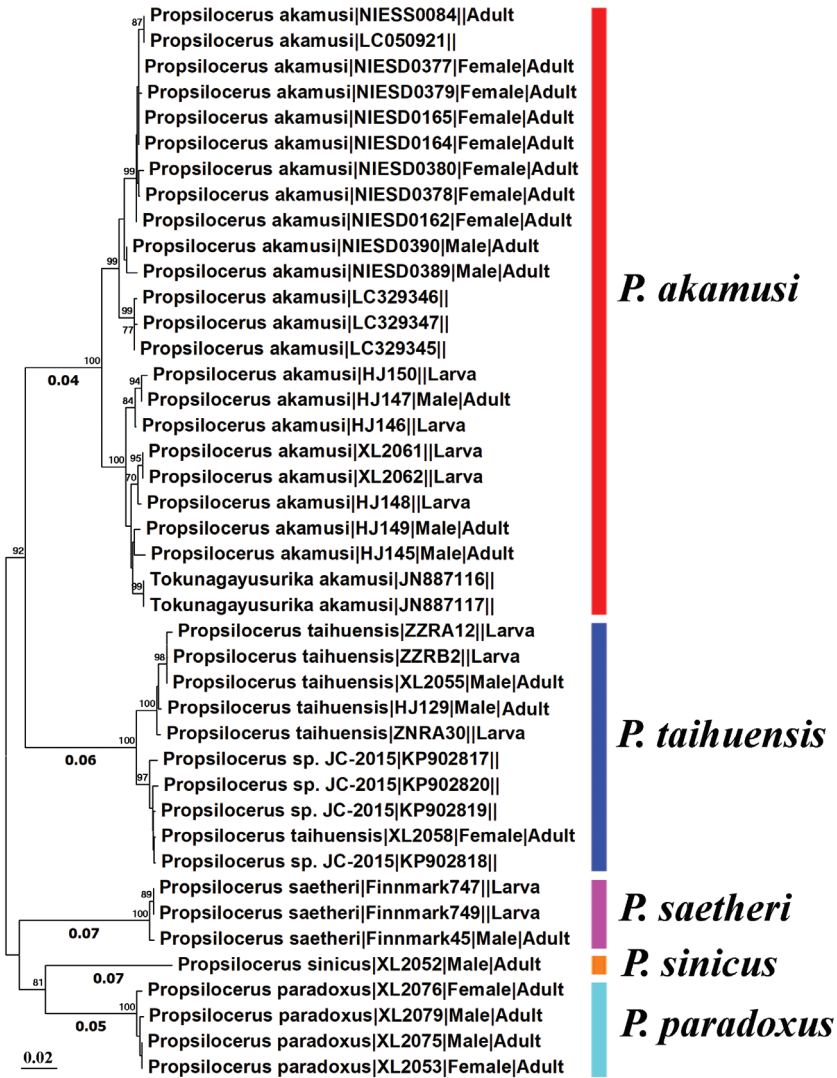 87
Propsilocerus akamusi|NIESS0084||Adult
Propsilocerus akamusi|LC050921||
Propsilocerus akamusi|NIESD0377|Female|Adult
Propsilocerus akamusi|NIESD0379|Female|Adult
Propsilocerus akamusi|NIESD0165|Female|Adult
Propsilocerus akamusi|NIESD0164|Female|Adult
99
Propsilocerus akamusi|NIESD0380|Female|Adult
Propsilocerus akamusi|NIESD0378|Female|Adult
Propsilocerus akamusi|NIESD0162|Female|Adult
Propsilocerus akamusi|NIESD0390|Male|Adult
99
Propsilocerus akamusi|NIESD0389|Male|Adult
P. akamusi
Propsilocerus akamusi|LC329346||
99
Propsilocerus akamusi|LC329347||
77
Propsilocerus akamusi|LC329345||
100
0.04
Propsilocerus akamusi|HJ150||Larva
94
Propsilocerus akamusi|HJ147|Male|Adult
84
Propsilocerus akamusi|HJ146||Larva
Propsilocerus akamusi|XL2061||Larva
100
95
Propsilocerus akamusi|XL2062||Larva
70
Propsilocerus akamusi|HJ148||Larva
Propsilocerus akamusi|HJ149|Male|Adult
92
Propsilocerus akamusi|HJ145|Male|Adult
Tokunagayusurika akamusi|JN887116||
99
Tokunagayusurika akamusi|JN887117||
Propsilocerus taihuensis|ZZRA12||Larva
98
Propsilocerus taihuensis|ZZRB2||Larva
Propsilocerus taihuensis|XL2055|Male|Adult
100
Propsilocerus taihuensis|HJ129|Male|Adult
Propsilocerus taihuensis|ZNRA30||Larva
P. taihuensis
100
0.06
Propsilocerus sp. JC-2015|KP902817||
97
Propsilocerus sp. JC-2015|KP902820||
Propsilocerus sp. JC-2015|KP902819||
Propsilocerus taihuensis|XL2058|Female|Adult
Propsilocerus sp. JC-2015|KP902818||
Propsilocerus saetheri|Finnmark747||Larva
89
Propsilocerus saetheri|Finnmark749||Larva
P. saetheri
100
0.07
Propsilocerus saetheri|Finnmark45|Male|Adult
Propsilocerus sinicus|XL2052|Male|Adult
P. sinicus
0.07
81
Propsilocerus paradoxus|XL2076|Female|Adult
100
0.05
Propsilocerus paradoxus|XL2079|Male|Adult
P. paradoxus
Propsilocerus paradoxus|XL2075|Male|Adult
Propsilocerus paradoxus|XL2053|Female|Adult
0.02